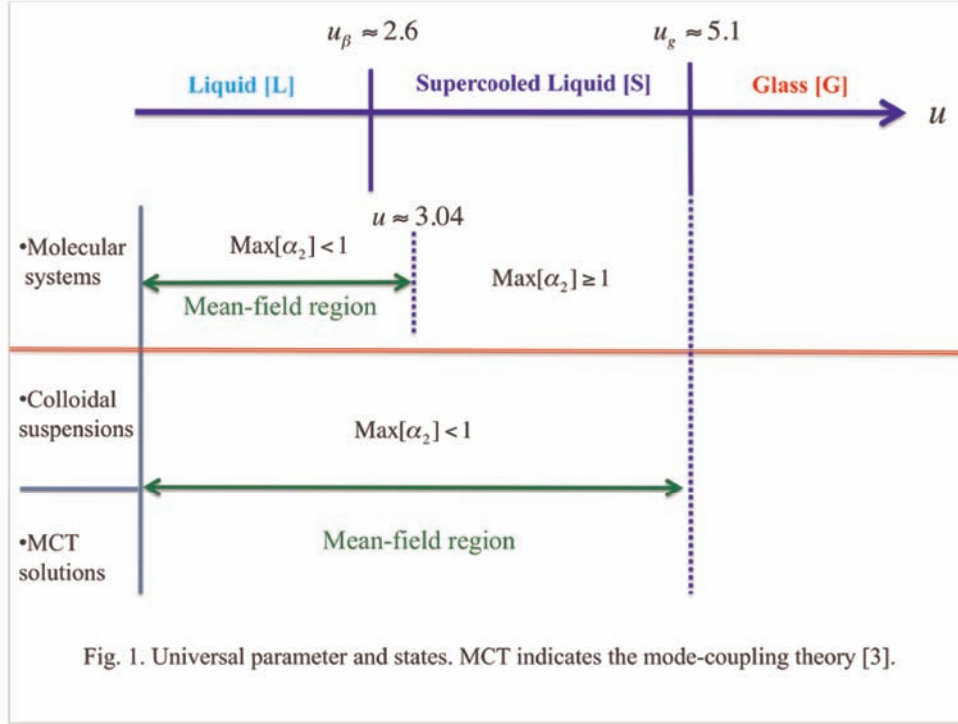 u_β ≈ 2.6
u_g ≈ 5.1
Liquid [L]
Supercooled Liquid [S]
Glass [G]
u
u ≈ 3.04
•Molecular
systems
Max[α₂] < 1
Max[α₂] ≥ 1
Mean-field region
•Colloidal
suspensions
Max[α₂] < 1
Mean-field region
•MCT
solutions
Fig. 1. Universal parameter and states. MCT indicates the mode-coupling theory [3].